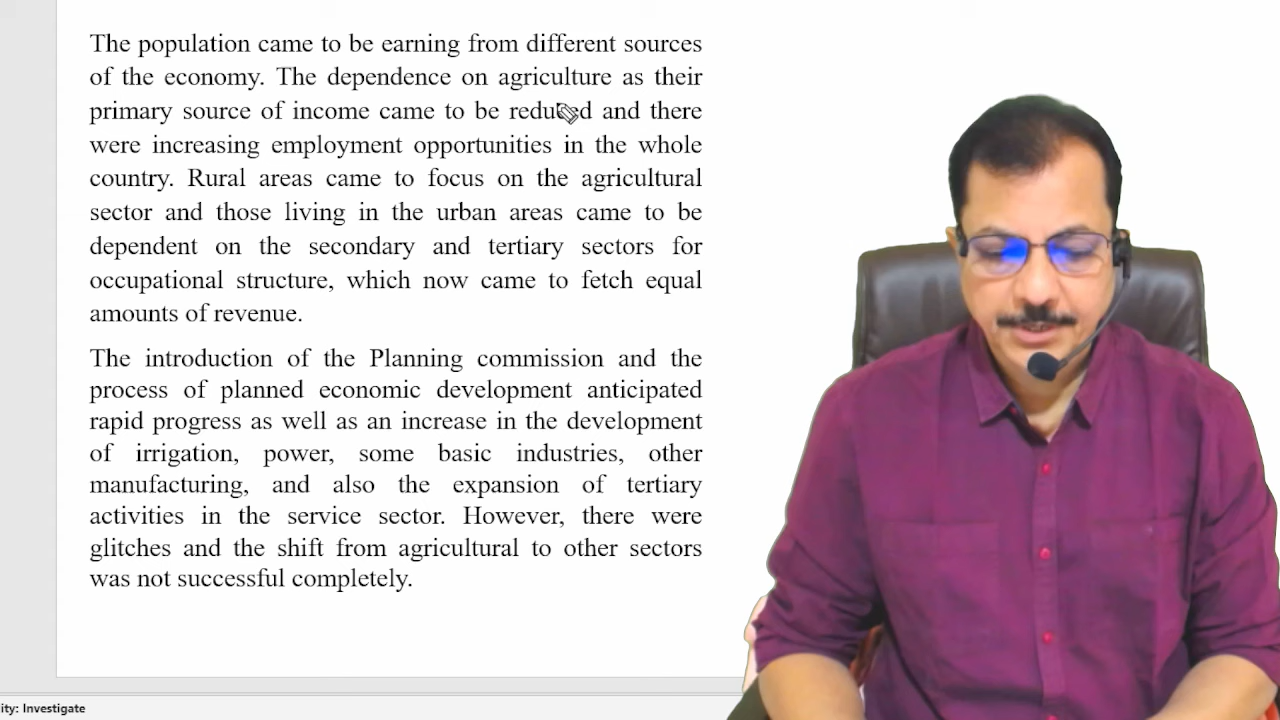 The population came to be earning from different sources
of the economy. The dependence on agriculture as their
primary source of income came to be reduced and there
were increasing employment opportunities in the whole
country. Rural areas came to focus on the agricultural
sector and those living in the urban areas came to be
dependent on the secondary and tertiary sectors for
occupational structure, which now came to fetch equal
amounts of revenue.
The introduction of the Planning commission and the
process of planned economic development anticipated
rapid progress as well as an increase in the development
of irrigation, power, some basic industries, other
manufacturing, and also the expansion of tertiary
activities in the service sector. However, there were
glitches and the shift from agricultural to other sectors
was not successful completely.
ity: Investigate